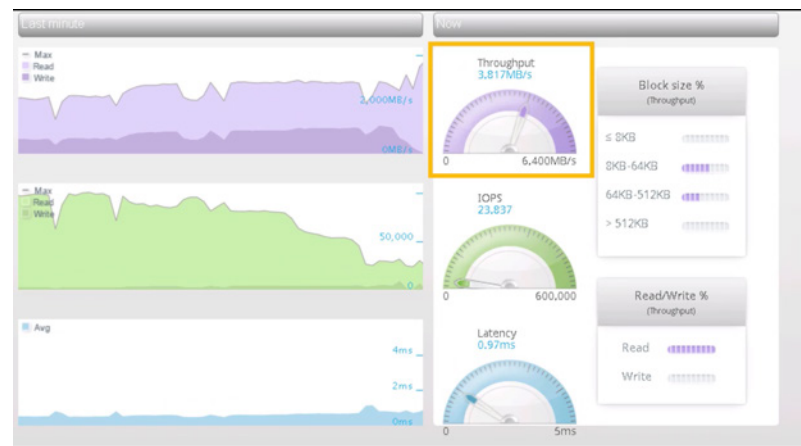 Last minute
Now
Max
Read
Write
2,000MB/s
0MB/s
Throughput
3,817MB/s
0
6,400MB/s
Block size %
(Throughput)
≤ 8KB
8KB-64KB
64KB-512KB
> 512KB
Max
Read
Write
50,000
0
IOPS
23,837
0
600,000
Read/Write %
(Throughput)
Read
Write
Avg
4ms
2ms
0ms
Latency
0.97ms
0
5ms